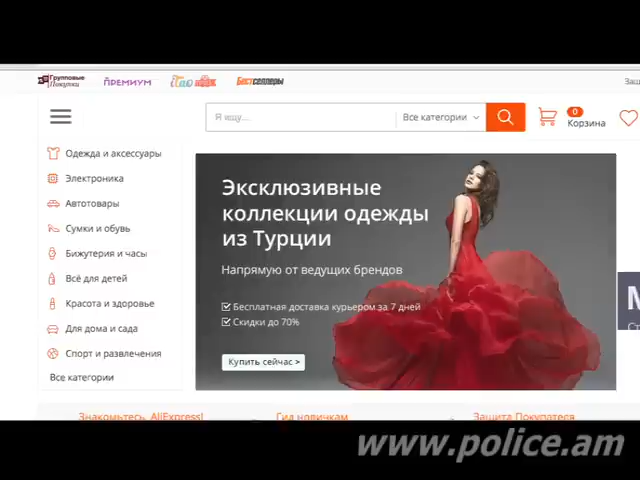 Групповые
Покупки
ПРЕМИУМ
iTao
Бестселлеры
Защ
Я ищу...
Все категории
0
Корзина
Одежда и аксессуары
Электроника
Автотовары
Сумки и обувь
Бижутерия и часы
Всё для детей
Красота и здоровье
Для дома и сада
Спорт и развлечения
Все категории
Эксклюзивные
коллекции одежды
из Турции
Напрямую от ведущих брендов
Бесплатная доставка курьером за 7 дней
Скидки до 70%
Купить сейчас >
Знакомьтесь, AliExpress!
Гид новичкам
Защита Покупателя
www.police.am